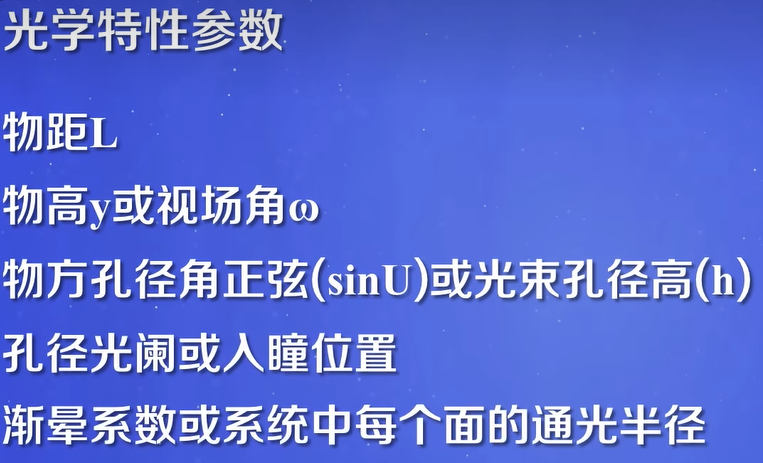 光学特性参数
物距L
物高y或视场角ω
物方孔径角正弦(sinU)或光束孔径高(h)
孔径光阑或入瞳位置
渐晕系数或系统中每个面的通光半径